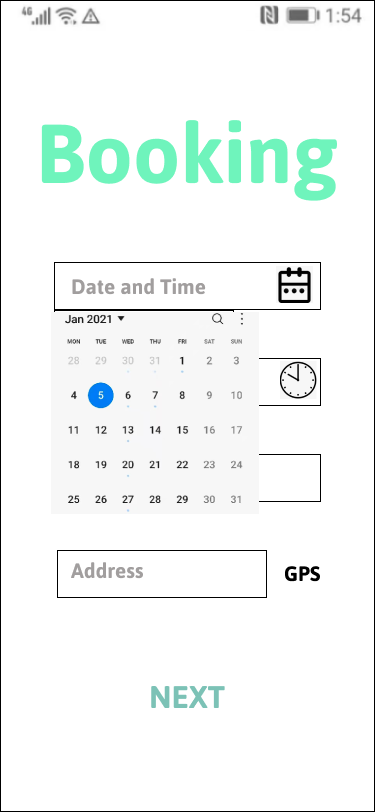 4G 1:54
Booking
Date and Time
Jan 2021
MON TUE WED THU FRI SAT SUN
28 29 30 31 1 2 3
4 5 6 7 8 9 10
11 12 13 14 15 16 17
18 19 20 21 22 23 24
25 26 27 28 29 30 31
Address GPS
NEXT